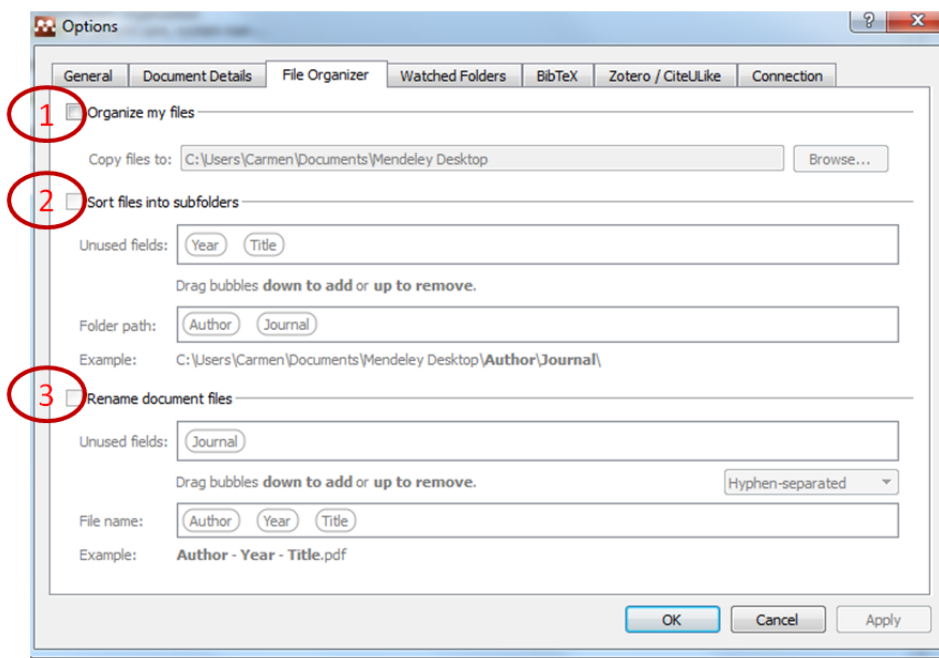 Options
General Document Details File Organizer Watched Folders BibTeX Zotero / CiteULike Connection
1 Organize my files
Copy files to: C:\Users\Carmen\Documents\Mendeley Desktop Browse...
2 Sort files into subfolders
Unused fields: Year Title
Drag bubbles down to add or up to remove.
Folder path: Author Journal
Example: C:\Users\Carmen\Documents\Mendeley Desktop\Author\Journal\
3 Rename document files
Unused fields: Journal
Drag bubbles down to add or up to remove. Hyphen-separated
File name: Author Year Title
Example: Author - Year - Title.pdf
OK Cancel Apply